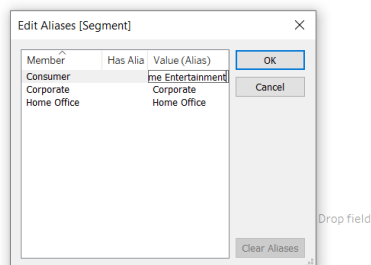 Edit Aliases [Segment]
Member Has Alia Value (Alias)
Consumer me Entertainment
Corporate Corporate
Home Office Home Office
OK
Cancel
Drop field
Clear Aliases